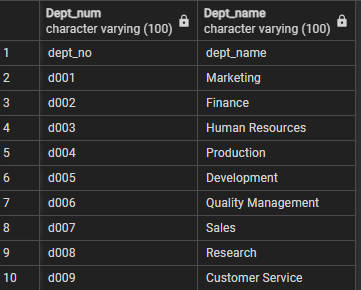 Dept_num Dept_name
character varying (100) character varying (100)
1 dept_no dept_name
2 d001 Marketing
3 d002 Finance
4 d003 Human Resources
5 d004 Production
6 d005 Development
7 d006 Quality Management
8 d007 Sales
9 d008 Research
10 d009 Customer Service